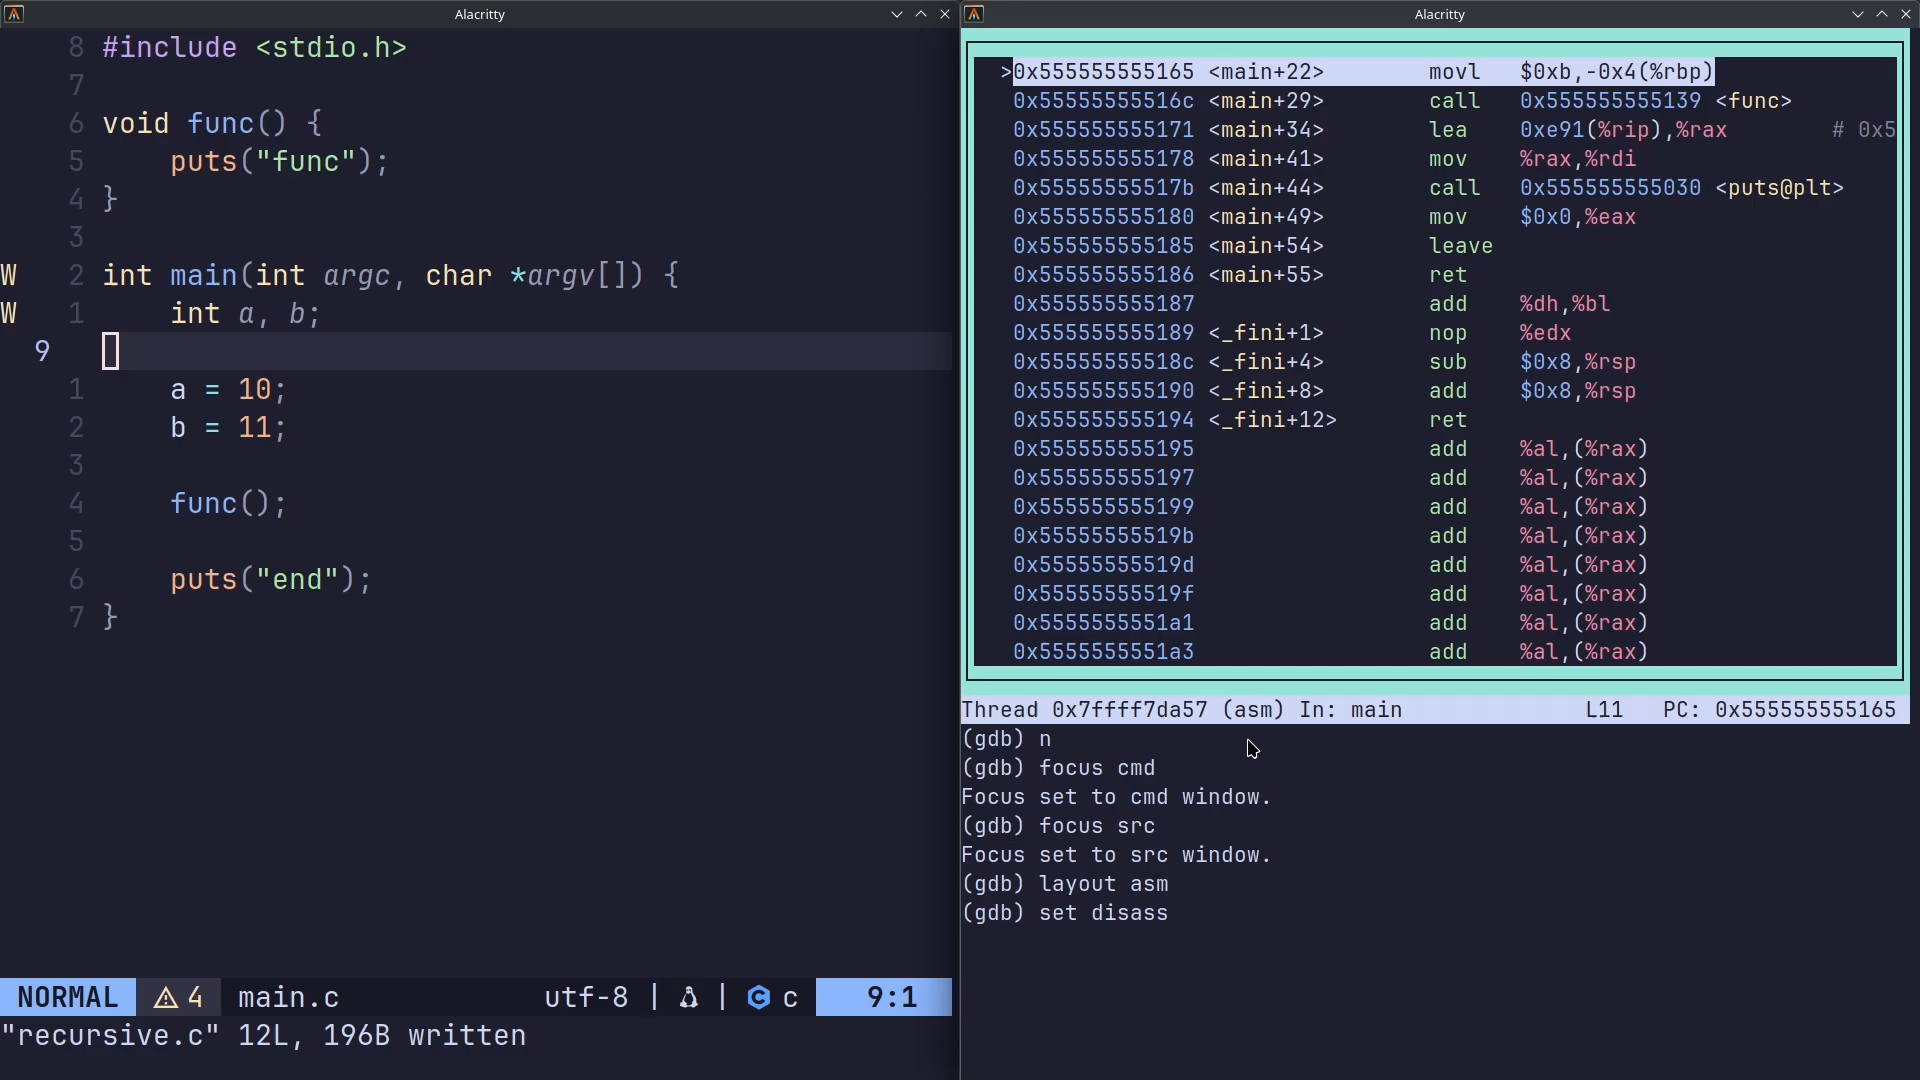 Alacritty
8 #include <stdio.h>
7
6 void func() {
5     puts("func");
4 }
3
W 2 int main(int argc, char *argv[]) {
W 1     int a, b;
9
1     a = 10;
2     b = 11;
3
4     func();
5
6     puts("end");
7 }
NORMAL 4 main.c utf-8 | | c 9:1
"recursive.c" 12L, 196B written
Alacritty
>0x555555555165 <main+22> movl $0xb,-0x4(%rbp)
0x55555555516c <main+29> call 0x555555555139 <func>
0x555555555171 <main+34> lea 0xe91(%rip),%rax # 0x5
0x555555555178 <main+41> mov %rax,%rdi
0x55555555517b <main+44> call 0x555555555030 <puts@plt>
0x555555555180 <main+49> mov $0x0,%eax
0x555555555185 <main+54> leave
0x555555555186 <main+55> ret
0x555555555187 add %dh,%bl
0x555555555189 <_fini+1> nop %edx
0x55555555518c <_fini+4> sub $0x8,%rsp
0x555555555190 <_fini+8> add $0x8,%rsp
0x555555555194 <_fini+12> ret
0x555555555195 add %al,(%rax)
0x555555555197 add %al,(%rax)
0x555555555199 add %al,(%rax)
0x55555555519b add %al,(%rax)
0x55555555519d add %al,(%rax)
0x55555555519f add %al,(%rax)
0x5555555551a1 add %al,(%rax)
0x5555555551a3 add %al,(%rax)
Thread 0x7ffff7da57 (asm) In: main L11 PC: 0x555555555165
(gdb) n
(gdb) focus cmd
Focus set to cmd window.
(gdb) focus src
Focus set to src window.
(gdb) layout asm
(gdb) set disass